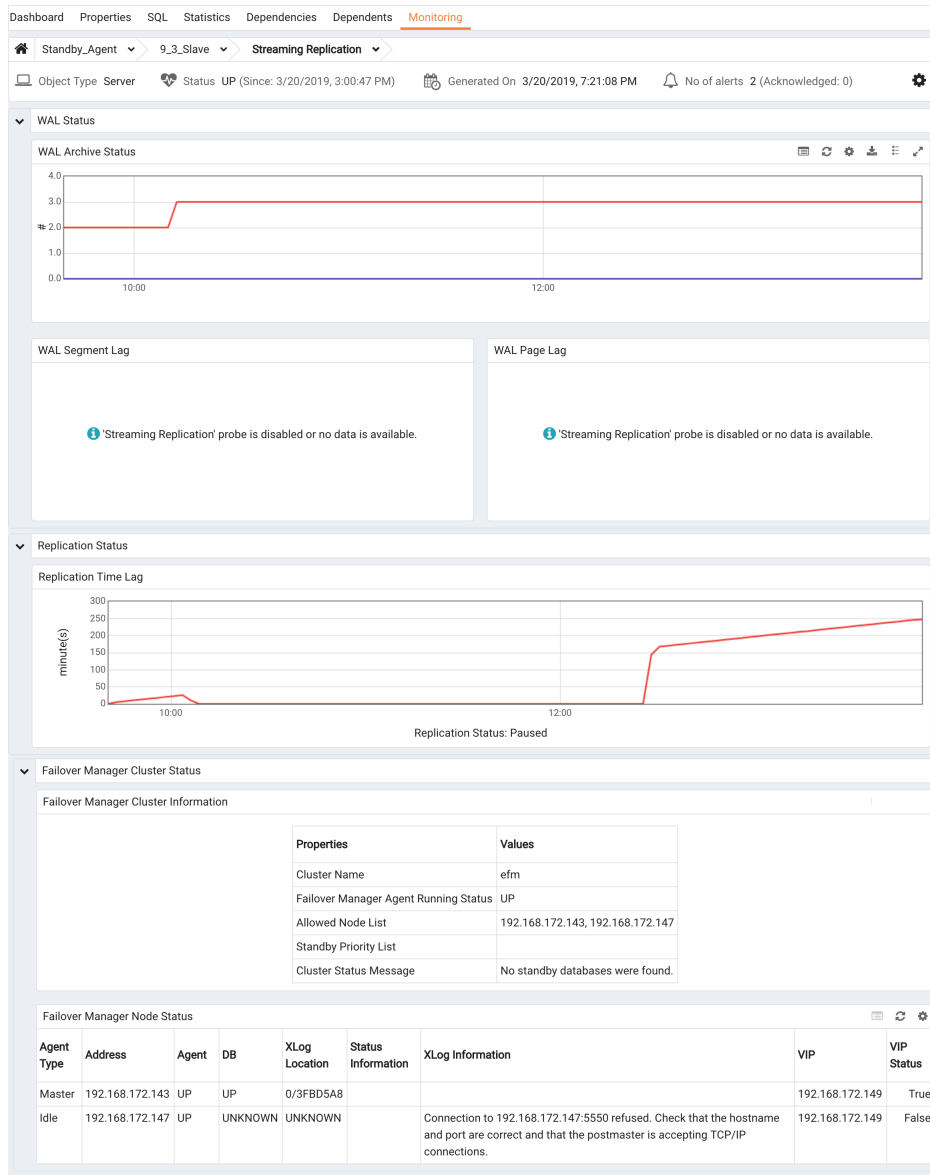 Dashboard Properties SQL Statistics Dependencies Dependents Monitoring
Standby_Agent 9_3_Slave Streaming Replication
Object Type Server Status UP (Since: 3/20/2019, 3:00:47 PM) Generated On 3/20/2019, 7:21:08 PM No of alerts 2 (Acknowledged: 0)
WAL Status
WAL Archive Status
4.0
3.0
# 2.0
1.0
0.0
10:00 12:00
WAL Segment Lag WAL Page Lag
'Streaming Replication' probe is disabled or no data is available. 'Streaming Replication' probe is disabled or no data is available.
Replication Status
Replication Time Lag
minute(s)
300
250
200
150
100
50
0
10:00 12:00
Replication Status: Paused
Failover Manager Cluster Status
Failover Manager Cluster Information
Properties Values
Cluster Name efm
Failover Manager Agent Running Status UP
Allowed Node List 192.168.172.143, 192.168.172.147
Standby Priority List
Cluster Status Message No standby databases were found.
Failover Manager Node Status
Agent Type Address Agent DB XLog Location Status Information XLog Information VIP VIP Status
Master 192.168.172.143 UP UP 0/3FBD5A8 192.168.172.149 True
Idle 192.168.172.147 UP UNKNOWN UNKNOWN Connection to 192.168.172.147:5550 refused. Check that the hostname 192.168.172.149 False
and port are correct and that the postmaster is accepting TCP/IP
connections.